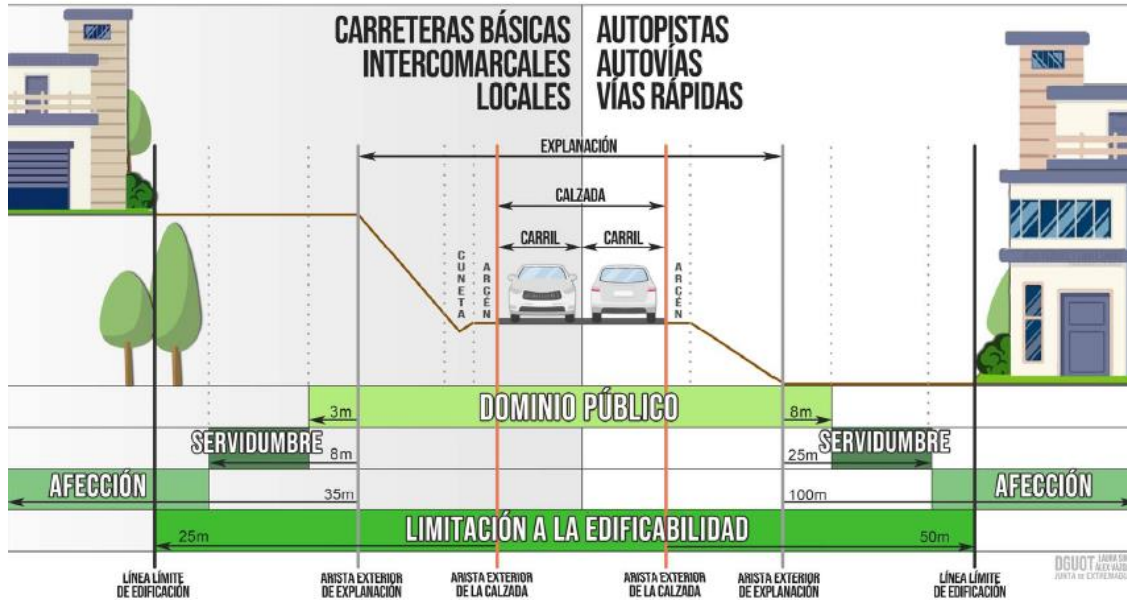 CARRETERAS BÁSICAS
INTERCOMARCALES
LOCALES
AUTOPISTAS
AUTOVÍAS
VÍAS RÁPIDAS
EXPLANACIÓN
CALZADA
CARRIL
CARRIL
CUNETA
ARCÉN
ARCÉN
3m
DOMINIO PÚBLICO
8m
SERVIDUMBRE
8m
25m
SERVIDUMBRE
AFECCIÓN
35m
100m
AFECCIÓN
25m
LIMITACIÓN A LA EDIFICABILIDAD
50m
LÍNEA LÍMITE
DE EDIFICACIÓN
ARISTA EXTERIOR
DE EXPLANACIÓN
ARISTA EXTERIOR
DE LA CALZADA
ARISTA EXTERIOR
DE LA CALZADA
ARISTA EXTERIOR
DE EXPLANACIÓN
LÍNEA LÍMITE
DE EDIFICACIÓN
DGUOT
LAURA
ALEX
JUNTA DE